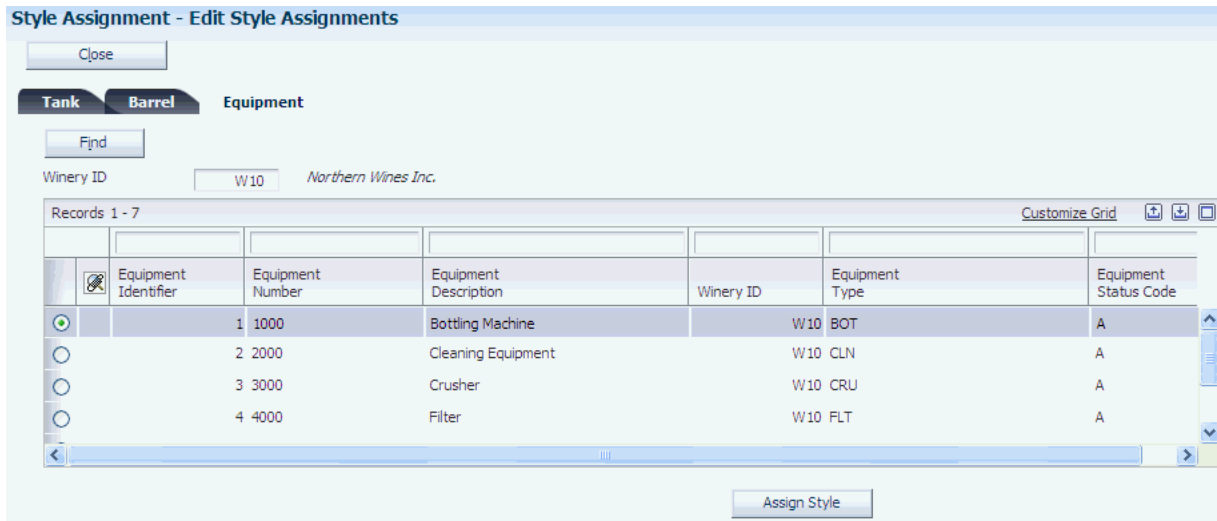 Style Assignment - Edit Style Assignments
Close
Tank Barrel Equipment
Find
Winery ID W10 Northern Wines Inc.
Records 1 - 7 Customize Grid
Equipment Identifier Equipment Number Equipment Description Winery ID Equipment Type Equipment Status Code
1 1000 Bottling Machine W10 BOT A
2 2000 Cleaning Equipment W10 CLN A
3 3000 Crusher W10 CRU A
4 4000 Filter W10 FLT A
Assign Style